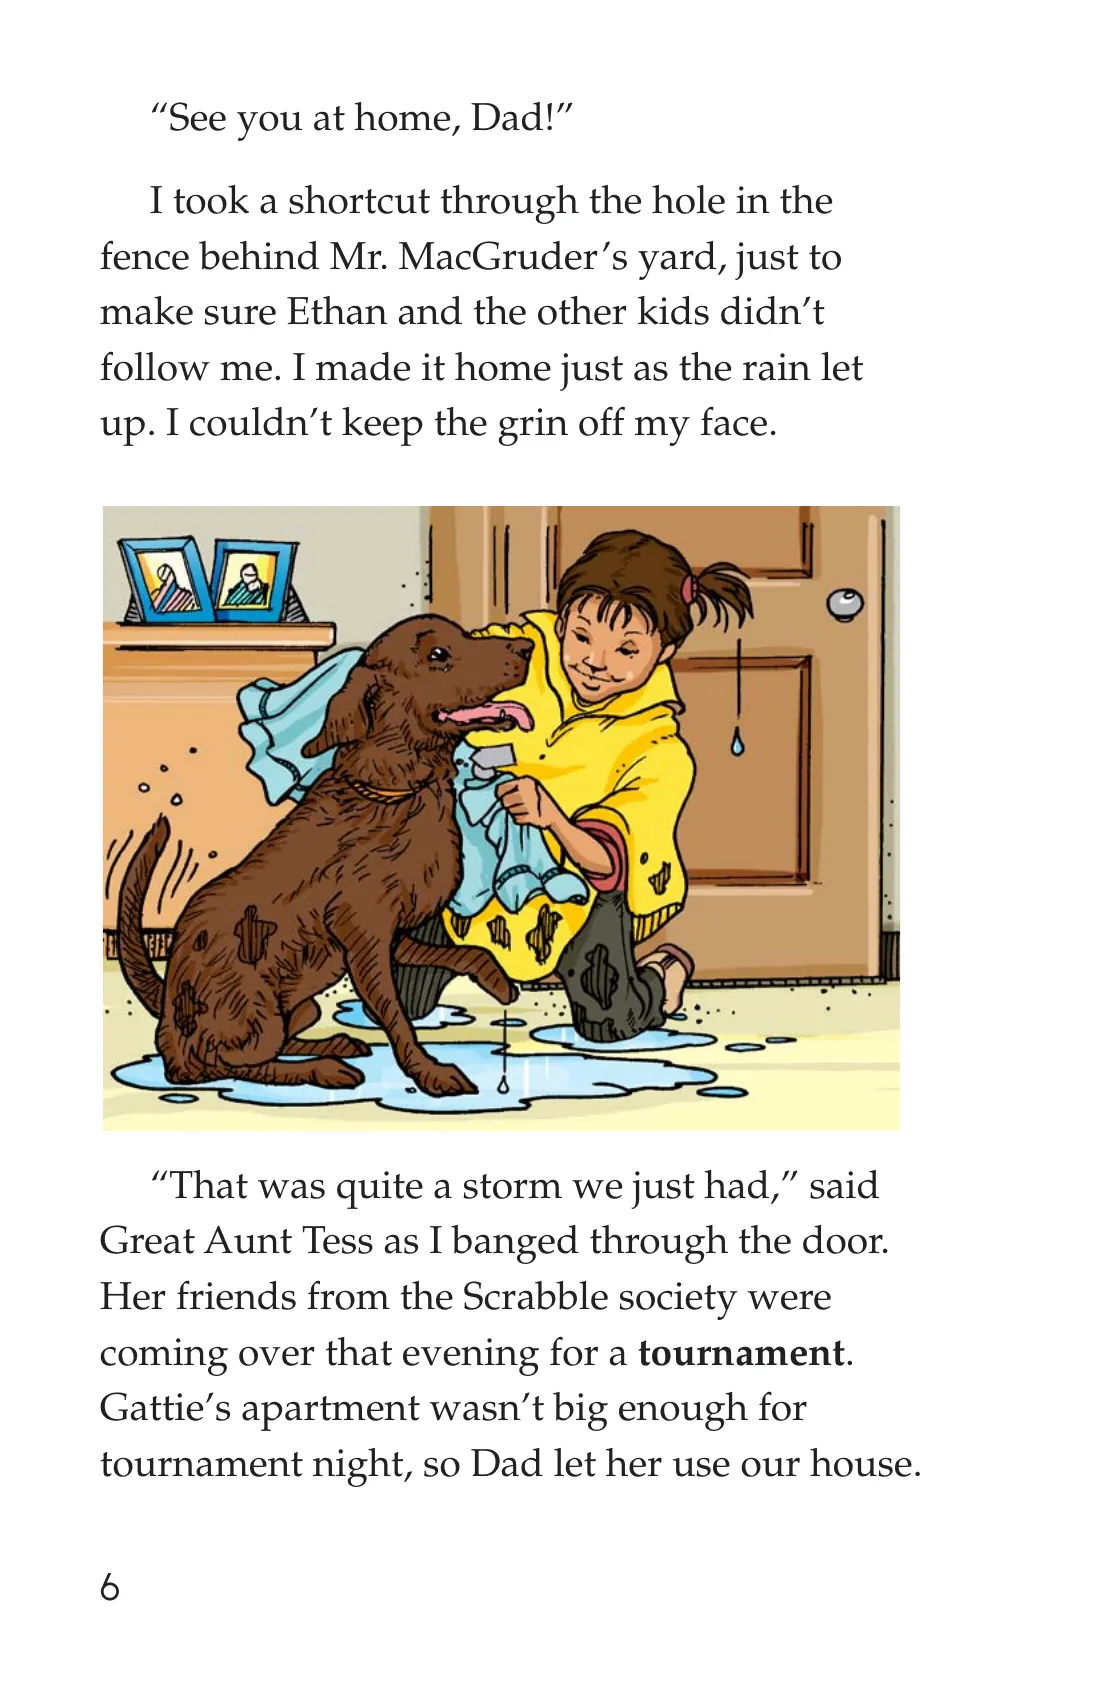 “See you at home, Dad!”
I took a shortcut through the hole in the
fence behind Mr. MacGruder’s yard, just to
make sure Ethan and the other kids didn’t
follow me. I made it home just as the rain let
up. I couldn’t keep the grin off my face.
“That was quite a storm we just had,” said
Great Aunt Tess as I banged through the door.
Her friends from the Scrabble society were
coming over that evening for a tournament.
Gattie’s apartment wasn’t big enough for
tournament night, so Dad let her use our house.
6